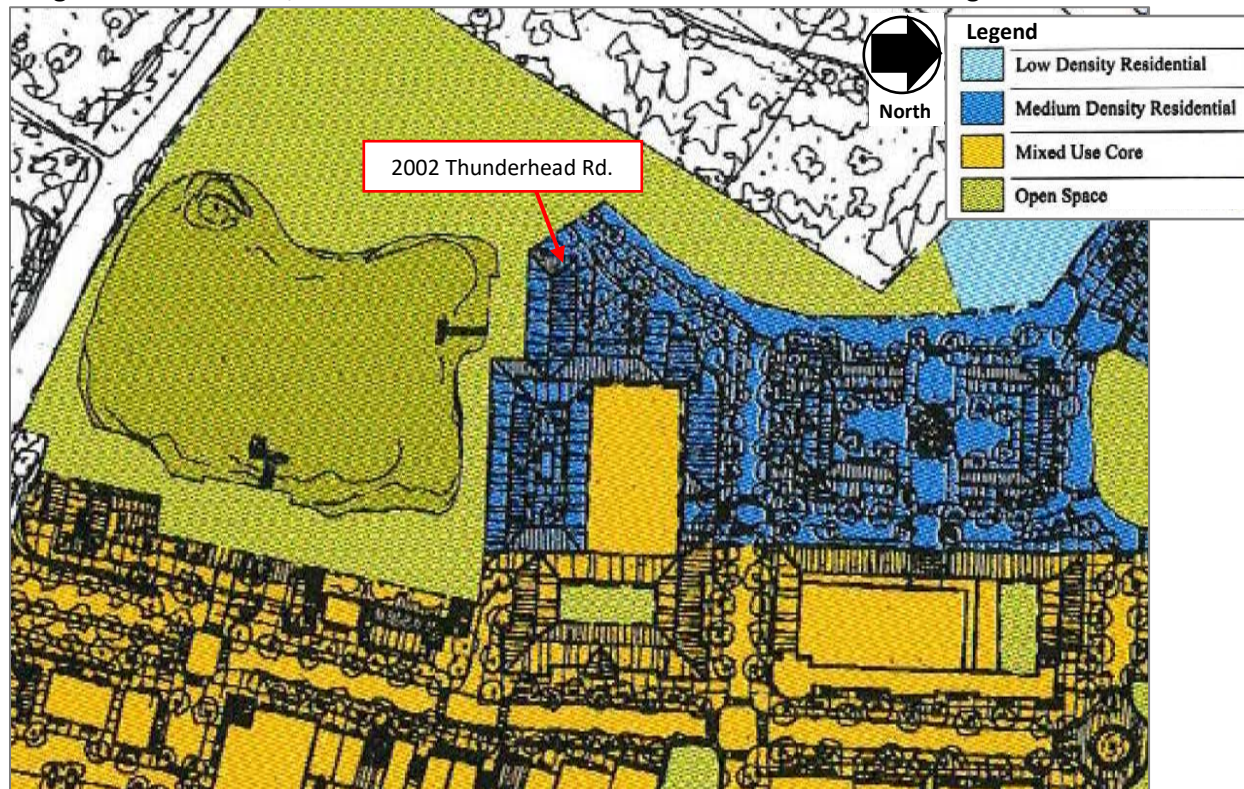 Legend
Low Density Residential
North
Medium Density Residential
Mixed Use Core
2002 Thunderhead Rd.
Open Space